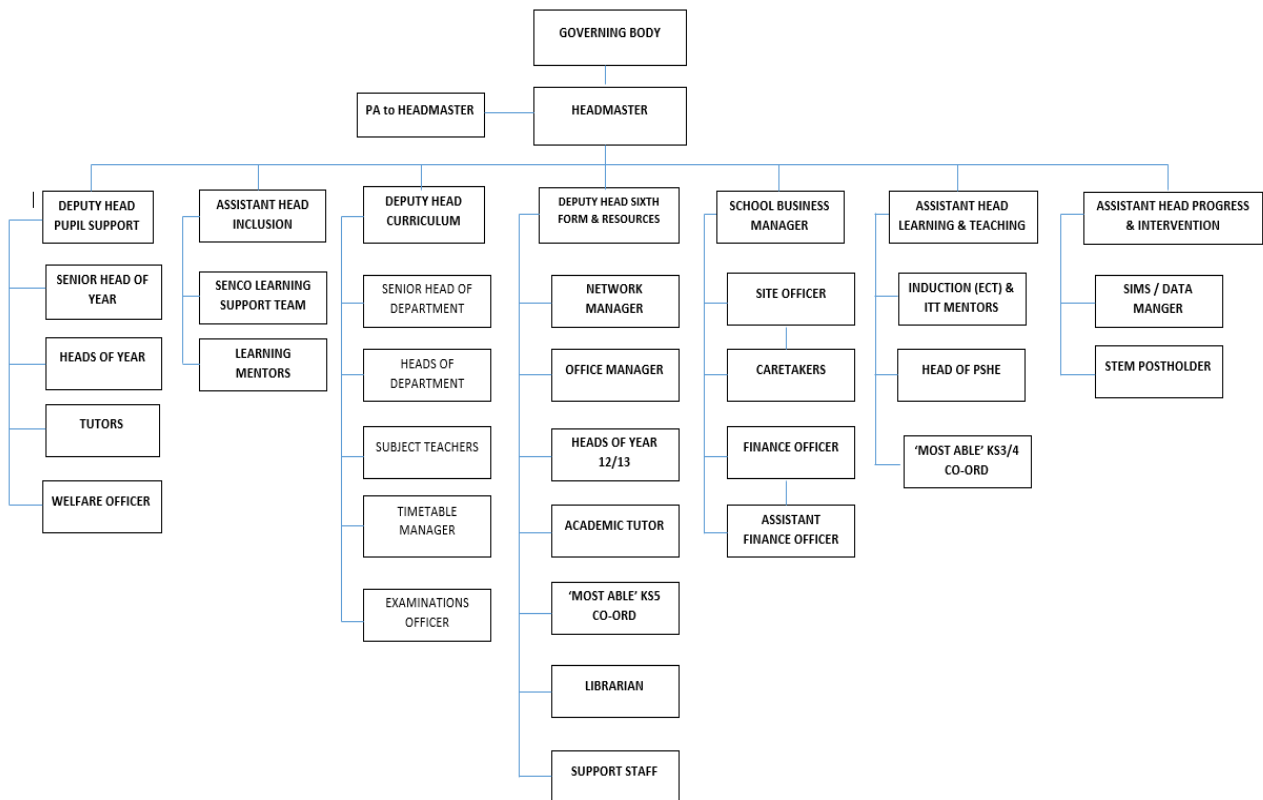 GOVERNING BODY
PA to HEADMASTER
HEADMASTER
DEPUTY HEAD
PUPIL SUPPORT
SENIOR HEAD OF
YEAR
HEADS OF YEAR
TUTORS
WELFARE OFFICER
ASSISTANT HEAD
INCLUSION
SENCO LEARNING
SUPPORT TEAM
LEARNING
MENTORS
DEPUTY HEAD
CURRICULUM
SENIOR HEAD OF
DEPARTMENT
HEADS OF
DEPARTMENT
SUBJECT TEACHERS
TIMETABLE
MANAGER
EXAMINATIONS
OFFICER
DEPUTY HEAD SIXTH
FORM & RESOURCES
NETWORK
MANAGER
OFFICE MANAGER
HEADS OF YEAR
12/13
ACADEMIC TUTOR
‘MOST ABLE’ KS5
CO-ORD
LIBRARIAN
SUPPORT STAFF
SCHOOL BUSINESS
MANAGER
SITE OFFICER
CARETAKERS
FINANCE OFFICER
ASSISTANT
FINANCE OFFICER
ASSISTANT HEAD
LEARNING & TEACHING
INDUCTION (ECT) &
ITT MENTORS
HEAD OF PSHE
‘MOST ABLE’ KS3/4
CO-ORD
ASSISTANT HEAD PROGRESS
& INTERVENTION
SIMS / DATA
MANGER
STEM POSTHOLDER